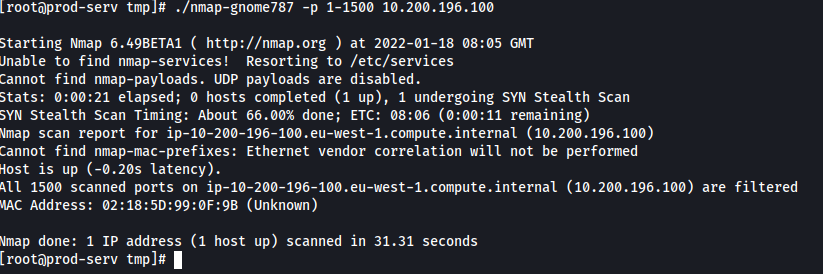 [root@prod-serv tmp]# ./nmap-gnome787 -p 1-1500 10.200.196.100
Starting Nmap 6.49BETA1 ( http://nmap.org ) at 2022-01-18 08:05 GMT
Unable to find nmap-services!  Resorting to /etc/services
Cannot find nmap-payloads. UDP payloads are disabled.
Stats: 0:00:21 elapsed; 0 hosts completed (1 up), 1 undergoing SYN Stealth Scan
SYN Stealth Scan Timing: About 66.00% done; ETC: 08:06 (0:00:11 remaining)
Nmap scan report for ip-10-200-196-100.eu-west-1.compute.internal (10.200.196.100)
Cannot find nmap-mac-prefixes: Ethernet vendor correlation will not be performed
Host is up (-0.20s latency).
All 1500 scanned ports on ip-10-200-196-100.eu-west-1.compute.internal (10.200.196.100) are filtered
MAC Address: 02:18:5D:99:0F:9B (Unknown)
Nmap done: 1 IP address (1 host up) scanned in 31.31 seconds
[root@prod-serv tmp]#